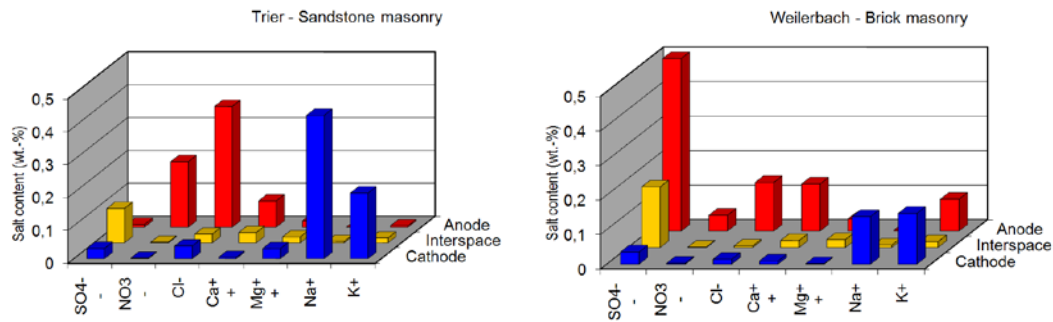 Trier - Sandstone masonry
0,5
0,4
0,3
0,2
0,1
0
Salt content (wt.-%)
SO4-
-
NO3
-
Cl-
Ca+
+
Mg+
+
Na+
K+
Anode
Interspace
Cathode
Weilerbach - Brick masonry
0,5
0,4
0,3
0,2
0,1
0
Salt content (wt.-%)
SO4-
-
NO3
-
Cl-
Ca+
+
Mg+
+
Na+
K+
Anode
Interspace
Cathode